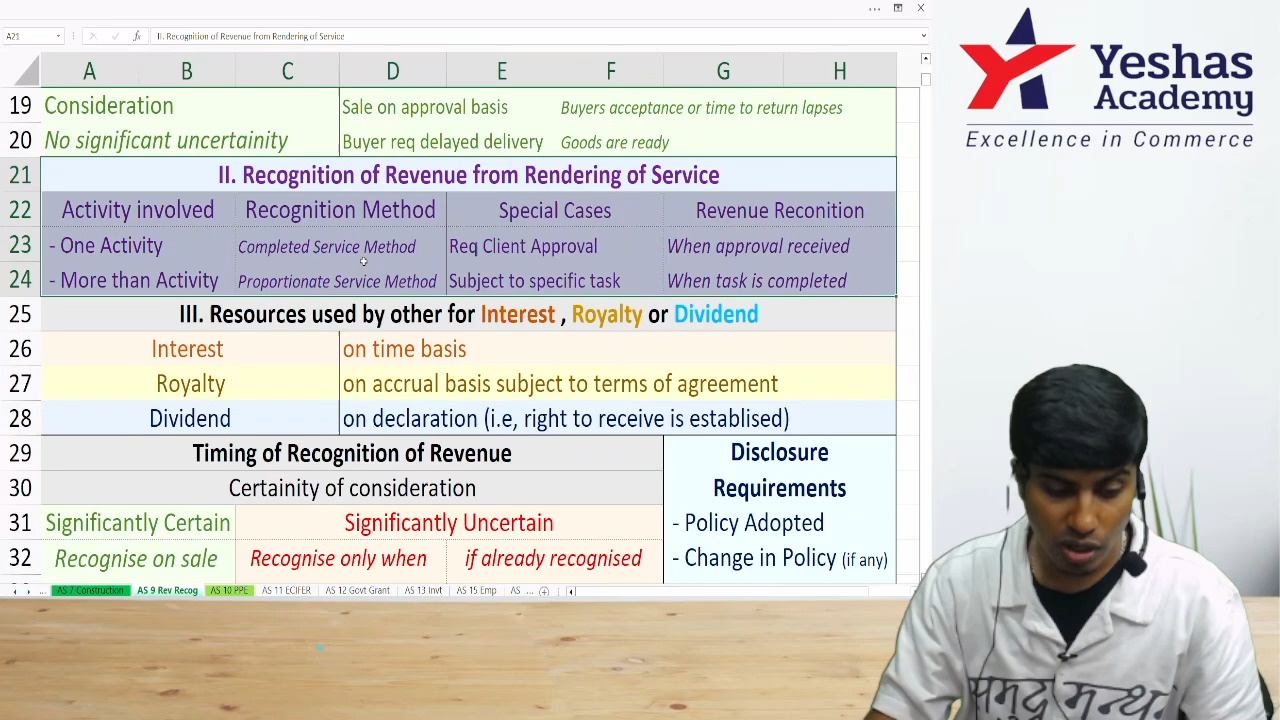 A21
fx
II. Recognition of Revenue from Rendering of Service
A B C D E F G H
19 Consideration Sale on approval basis Buyers acceptance or time to return lapses
20 No significant uncertainity Buyer req delayed delivery Goods are ready
21 II. Recognition of Revenue from Rendering of Service
22 Activity involved Recognition Method Special Cases Revenue Reconition
23 - One Activity Completed Service Method Req Client Approval When approval received
24 - More than Activity Proportionate Service Method Subject to specific task When task is completed
25 III. Resources used by other for Interest , Royalty or Dividend
26 Interest on time basis
27 Royalty on accrual basis subject to terms of agreement
28 Dividend on declaration (i.e, right to receive is establised)
29 Timing of Recognition of Revenue Disclosure
30 Certainity of consideration Requirements
31 Significantly Certain Significantly Uncertain - Policy Adopted
32 Recognise on sale Recognise only when if already recognised - Change in Policy (if any)
... AS 7 Construction AS 9 Rev Recog AS 10 PPE AS 11 ECIFER AS 12 Govt Grant AS 13 Invt AS 15 Emp AS ...
Yeshas
Academy
Excellence in Commerce
समुद्र मन्थन